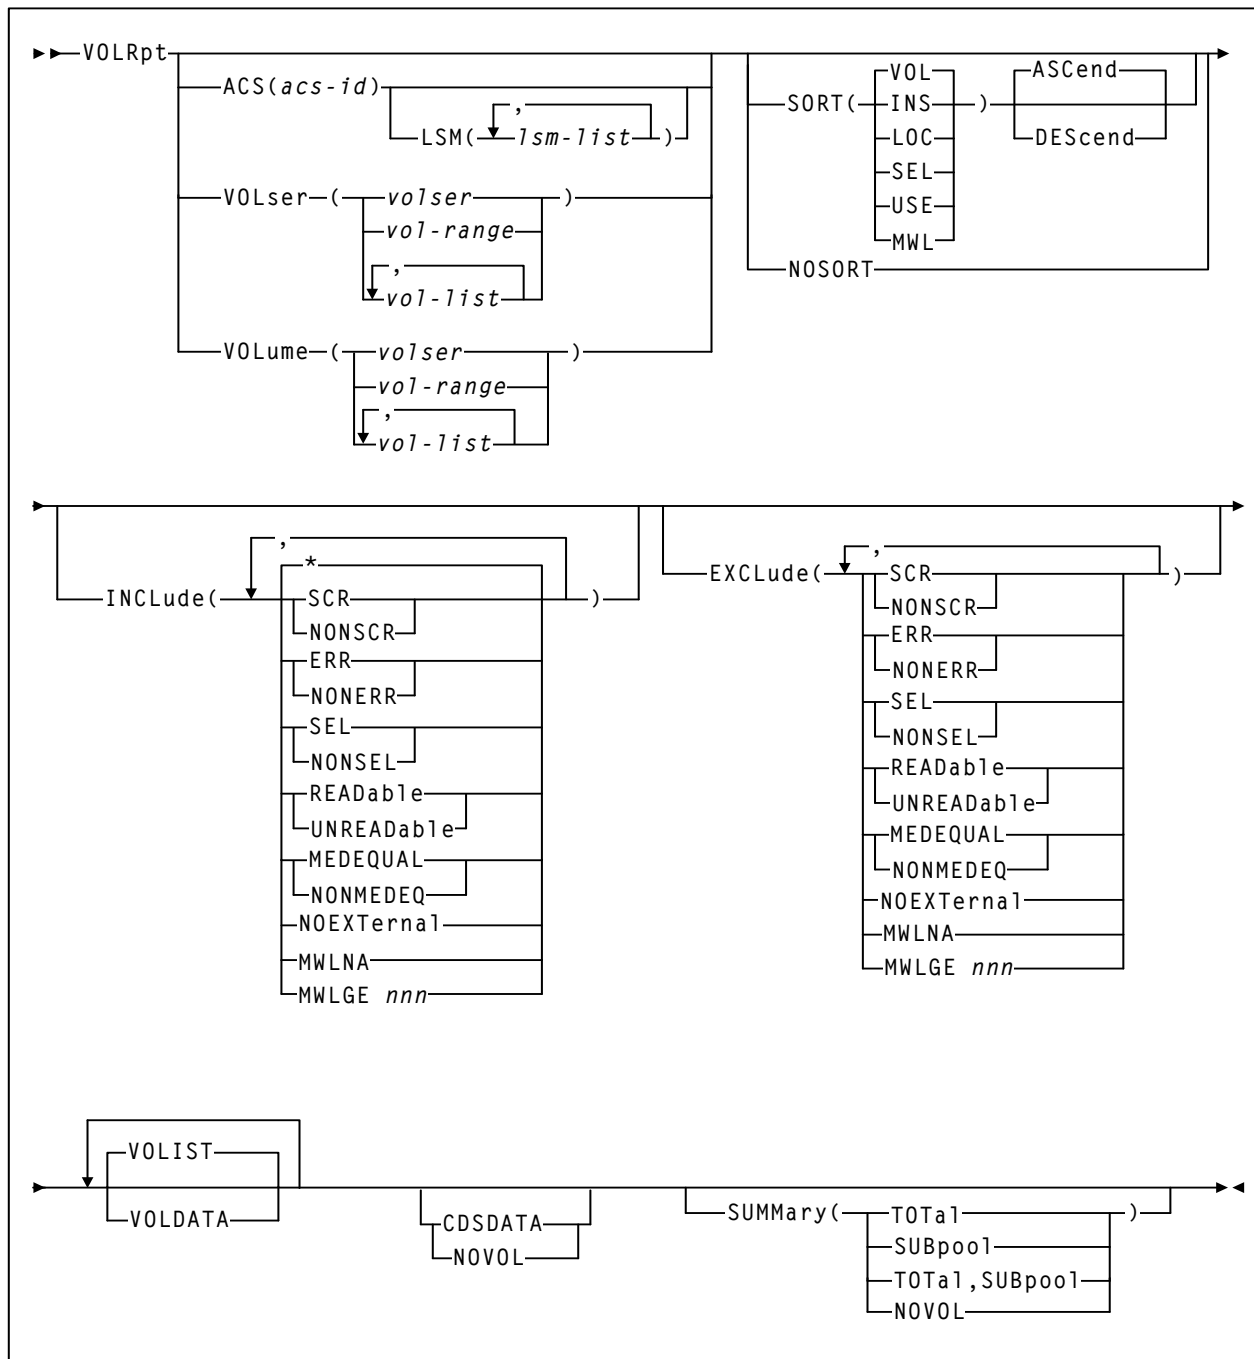 VOLRpt
ACS(acs-id)
LSM( , lsm-list )
VOLser ( volser )
vol-range
,
vol-list
VOLume ( volser )
vol-range
,
vol-list
VOL
SORT( INS )
LOC
SEL
USE
MWL
ASCend
DEScend
NOSORT
,
*
INCLude( SCR )
NONSCR
ERR
NONERR
SEL
NONSEL
READable
UNREADable
MEDEQUAL
NONMEDEQ
NOEXTernal
MWLNA
MWLGE nnn
,
EXCLude( SCR )
NONSCR
ERR
NONERR
SEL
NONSEL
READable
UNREADable
MEDEQUAL
NONMEDEQ
NOEXTernal
MWLNA
MWLGE nnn
VOLIST
VOLDATA
CDSDATA
NOVOL
SUMMary( TOTal )
SUBpool
TOTal,SUBpool
NOVOL